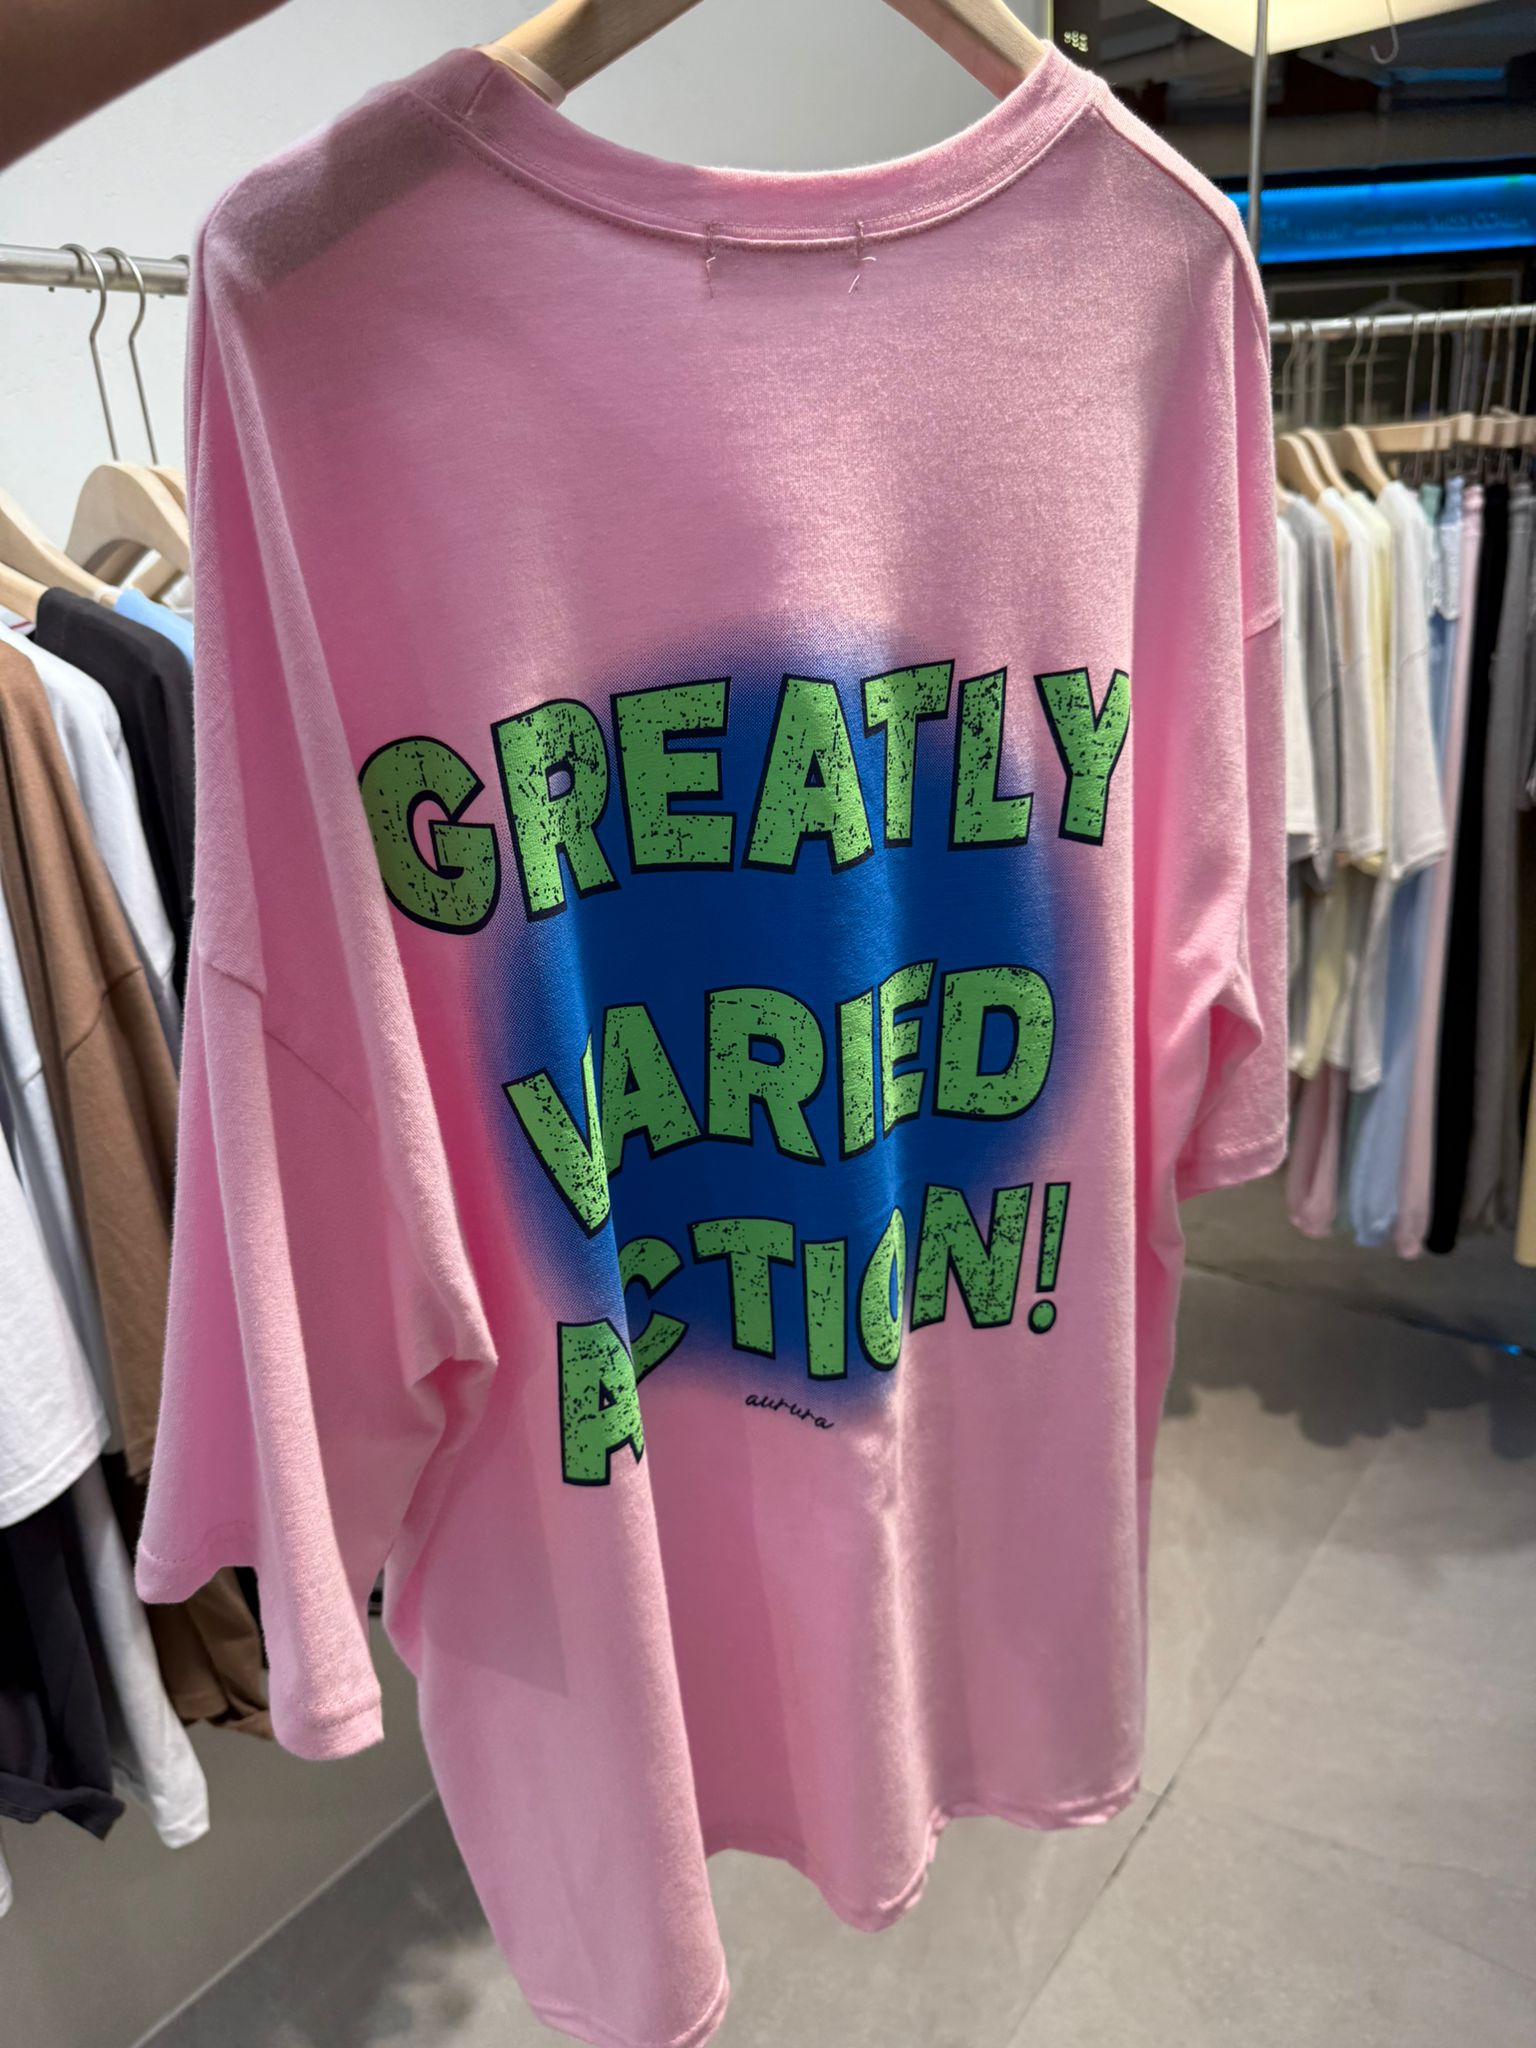 GREATLY
VARIED
ACTION!
aurura